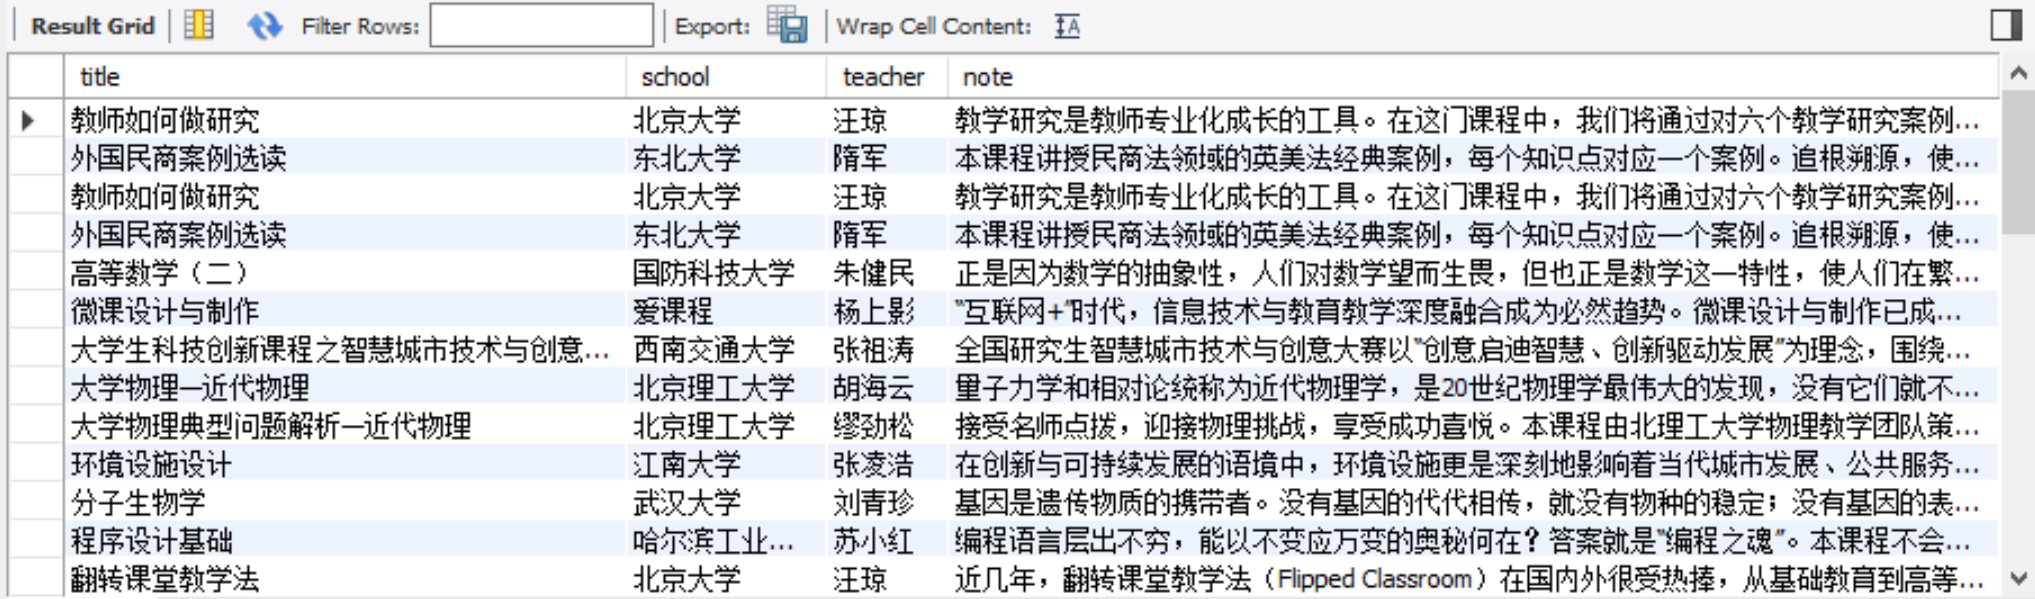 Result Grid Filter Rows: Export: Wrap Cell Content:
title school teacher note
教师如何做研究 北京大学 汪琼 教学研究是教师专业化成长的工具。在这门课程中，我们将通过对六个教学研究案例...
外国民商案例选读 东北大学 隋军 本课程讲授民商法领域的英美法经典案例，每个知识点对应一个案例。追根溯源，使...
教师如何做研究 北京大学 汪琼 教学研究是教师专业化成长的工具。在这门课程中，我们将通过对六个教学研究案例...
外国民商案例选读 东北大学 隋军 本课程讲授民商法领域的英美法经典案例，每个知识点对应一个案例。追根溯源，使...
高等数学（二） 国防科技大学 朱健民 正是因为数学的抽象性，人们对数学望而生畏，但也正是数学这一特性，使人们在繁...
微课设计与制作 爱课程 杨上影 “互联网+”时代，信息技术与教育教学深度融合成为必然趋势。微课设计与制作已成...
大学生科技创新课程之智慧城市技术与创意... 西南交通大学 张祖涛 全国研究生智慧城市技术与创意大赛以“创意启迪智慧、创新驱动发展”为理念，围绕...
大学物理—近代物理 北京理工大学 胡海云 量子力学和相对论统称为近代物理学，是20世纪物理学最伟大的发现，没有它们就不...
大学物理典型问题解析—近代物理 北京理工大学 缪劲松 接受名师点拨，迎接物理挑战，享受成功喜悦。本课程由北理工大学物理教学团队策...
环境设施设计 江南大学 张凌浩 在创新与可持续发展的语境中，环境设施更是深刻地影响着当代城市发展、公共服务...
分子生物学 武汉大学 刘青珍 基因是遗传物质的携带者。没有基因的代代相传，就没有物种的稳定；没有基因的表...
程序设计基础 哈尔滨工业... 苏小红 编程语言层出不穷，能以不变应万变的奥秘何在？答案就是“编程之魂”。本课程不会...
翻转课堂教学法 北京大学 汪琼 近几年，翻转课堂教学法（Flipped Classroom）在国内外很受热捧，从基础教育到高等...